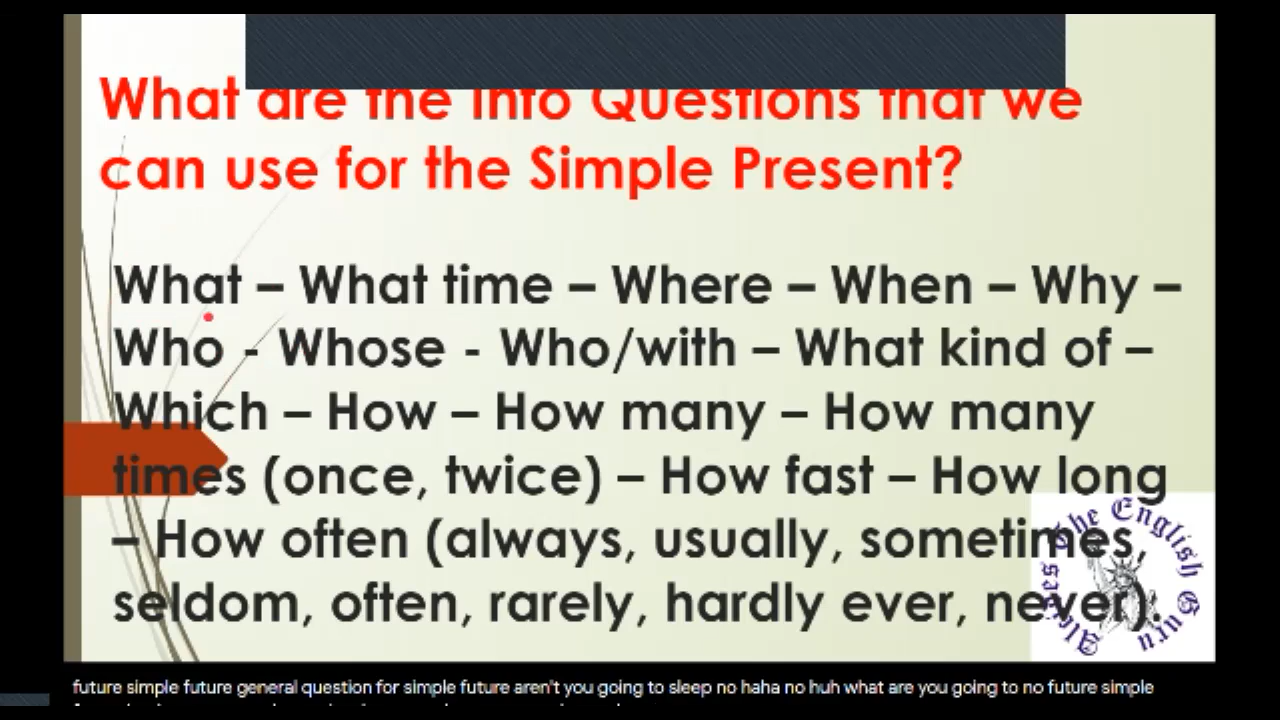 What are the Info Questions that we
can use for the Simple Present?
What – What time – Where – When – Why –
Who - Whose - Who/with – What kind of –
Which – How – How many – How many
times (once, twice) – How fast – How long
– How often (always, usually, sometimes,
seldom, often, rarely, hardly ever, never).
The English Guru
future simple future general question for simple future aren't you going to sleep no haha no huh what are you going to no future simple